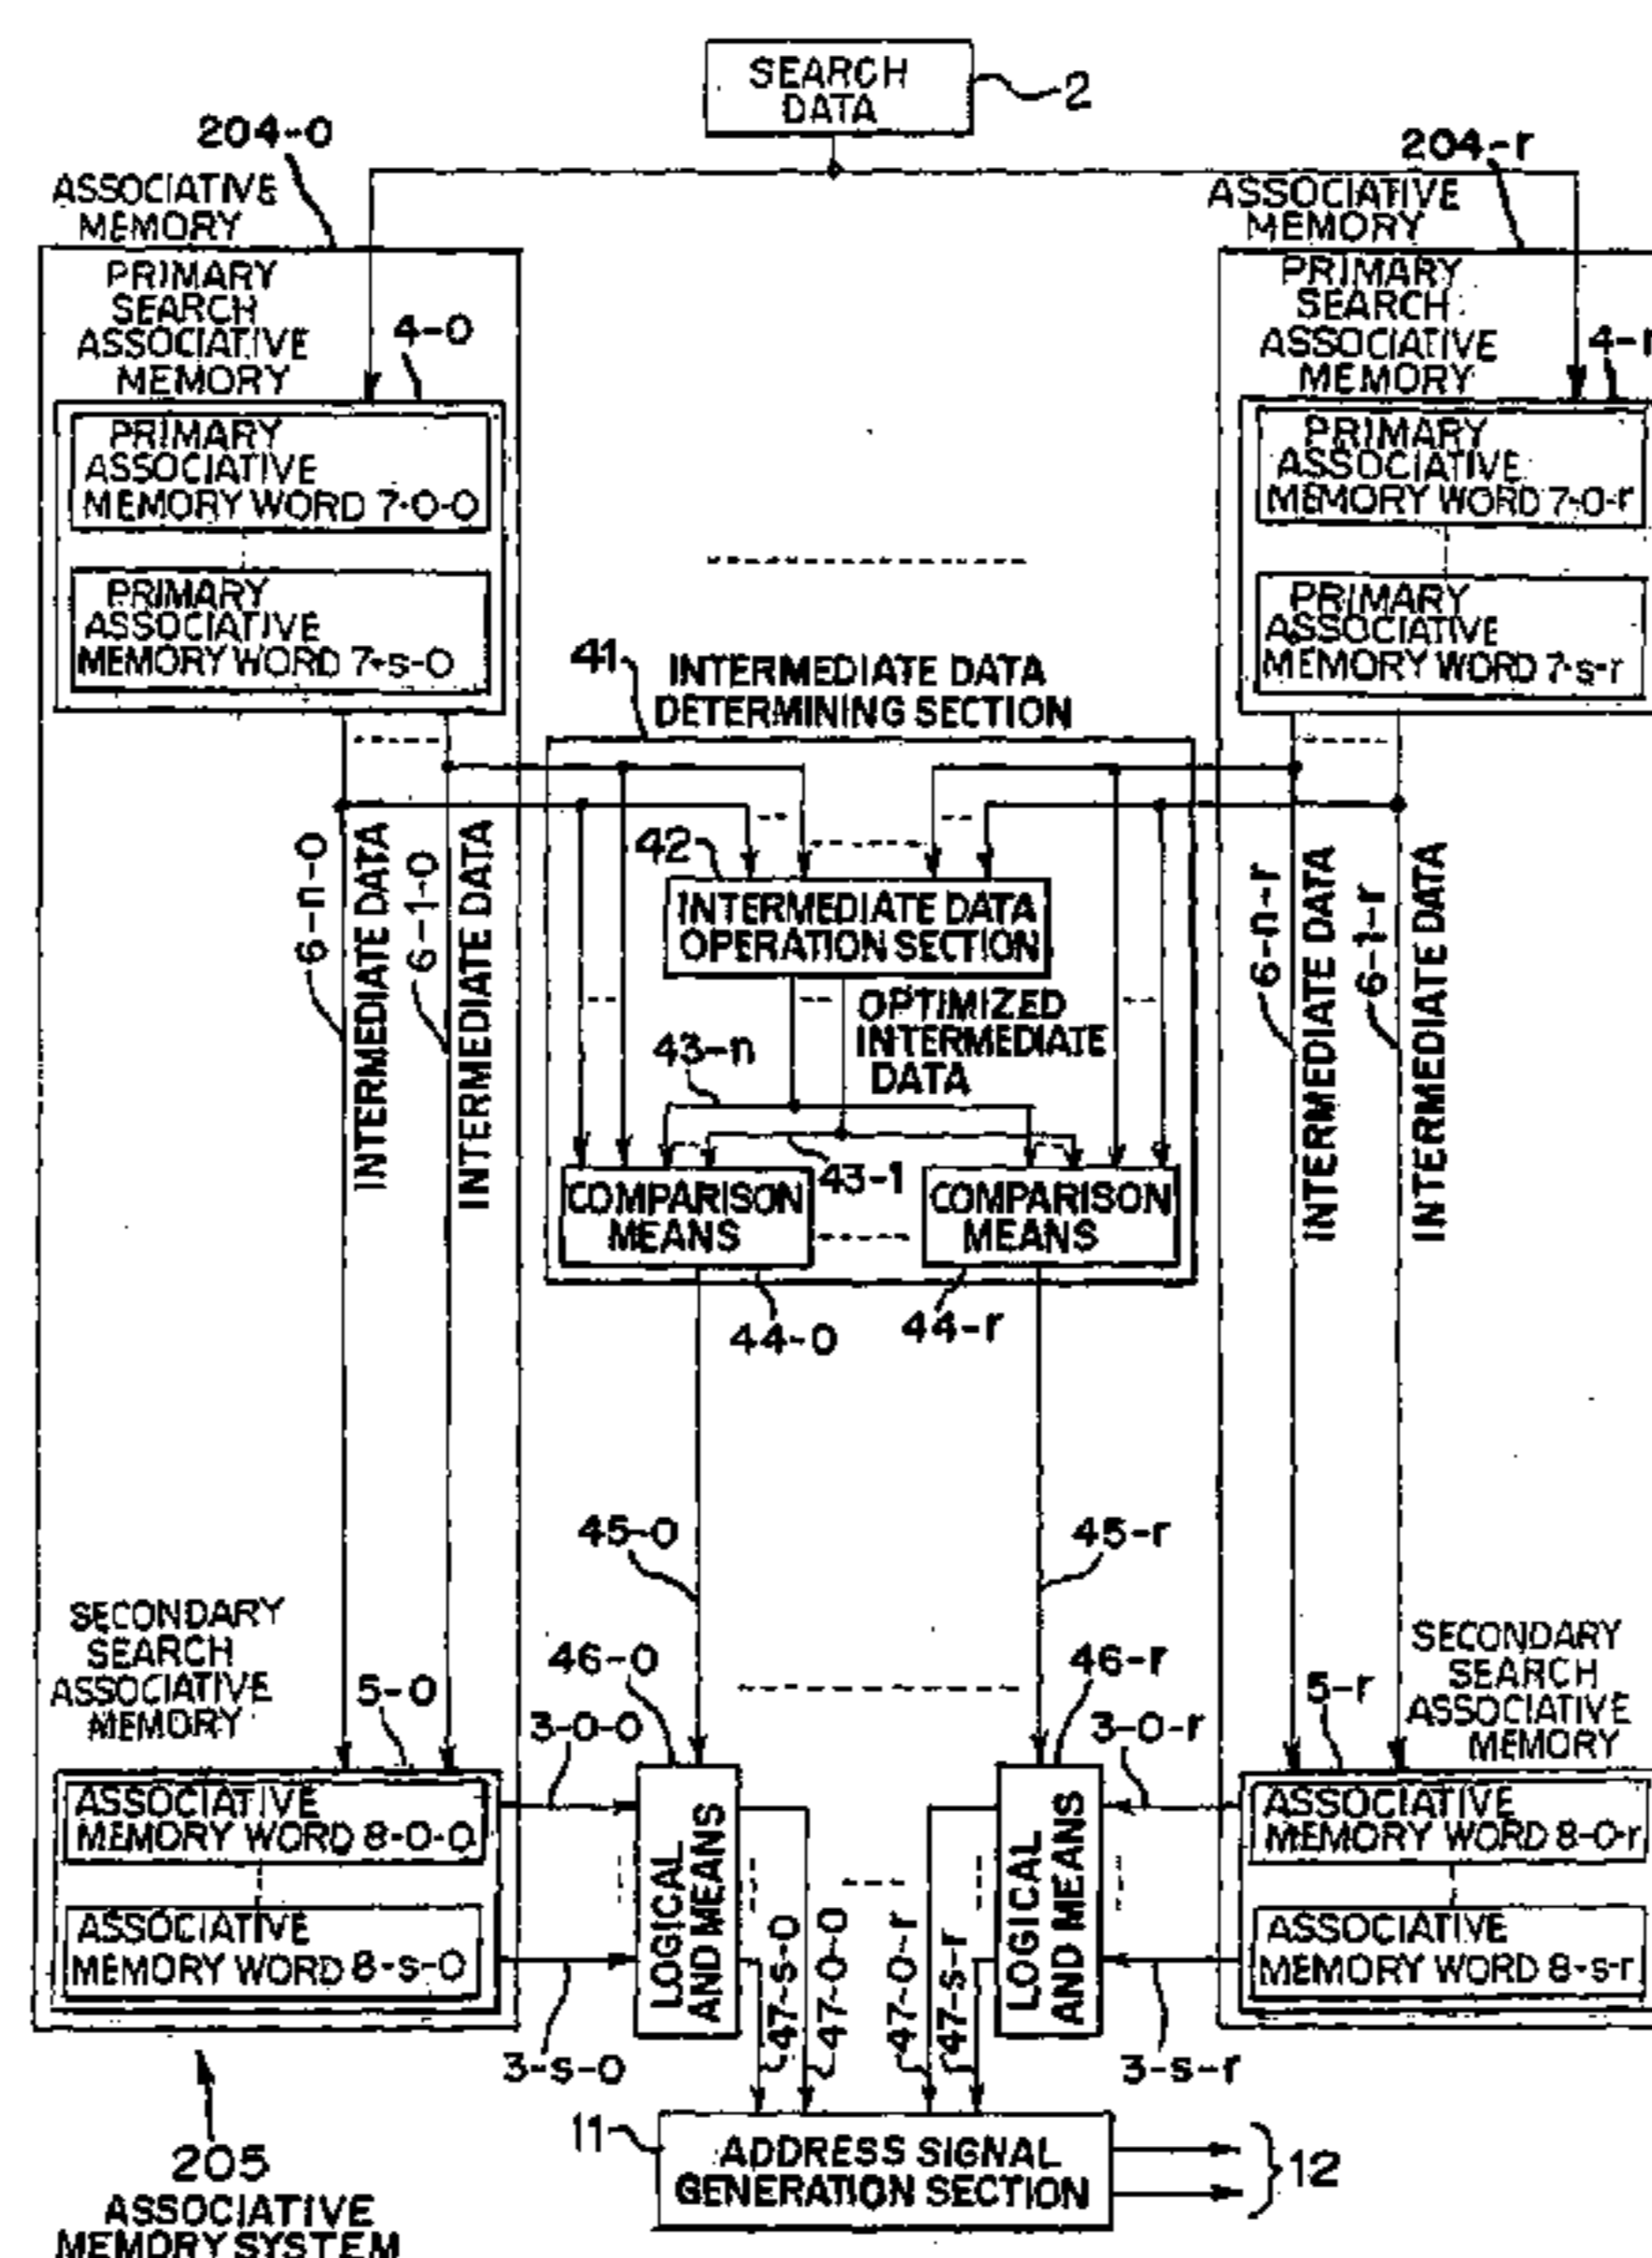 SEARCH
DATA
2
204-0
204-r
ASSOCIATIVE
MEMORY
ASSOCIATIVE
MEMORY
PRIMARY
SEARCH
ASSOCIATIVE
MEMORY
4-0
PRIMARY
SEARCH
ASSOCIATIVE
MEMORY
PRIMARY
ASSOCIATIVE
MEMORY WORD 7-0-0
PRIMARY
ASSOCIATIVE
MEMORY WORD 7-s-0
PRIMARY
ASSOCIATIVE
MEMORY WORD 7-0-r
PRIMARY
ASSOCIATIVE
MEMORY WORD 7-s-r
41
INTERMEDIATE DATA
DETERMINING SECTION
42
INTERMEDIATE DATA
OPERATION SECTION
OPTIMIZED
INTERMEDIATE
DATA
43-n
43-1
COMPARISON
MEANS
COMPARISON
MEANS
44-0
44-r
6-n-0
INTERMEDIATE DATA
6-1-0
INTERMEDIATE DATA
6-n-r
INTERMEDIATE DATA
6-1-r
INTERMEDIATE DATA
45-0
45-r
SECONDARY
SEARCH
ASSOCIATIVE
MEMORY
5-0
46-0
46-r
3-0-0
3-0-r
5-r
SECONDARY
SEARCH
ASSOCIATIVE
MEMORY
ASSOCIATIVE
MEMORY WORD 8-0-0
ASSOCIATIVE
MEMORY WORD 8-s-0
LOGICAL
AND MEANS
47-s-0
47-0-0
47-0-r
47-s-r
LOGICAL
AND MEANS
ASSOCIATIVE
MEMORY WORD 8-0-r
ASSOCIATIVE
MEMORY WORD 8-s-r
3-s-0
3-s-r
11
ADDRESS SIGNAL
GENERATION SECTION
12
205
ASSOCIATIVE
MEMORY SYSTEM